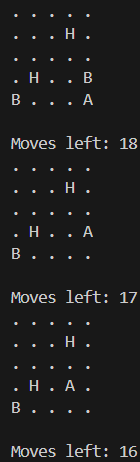 . . . . .
. . . H .
. . . . .
. H . . B
B . . . A

Moves left: 18
. . . . .
. . . H .
. . . . .
. H . . A
B . . . .

Moves left: 17
. . . . .
. . . H .
. . . . .
. H . A .
B . . . .

Moves left: 16